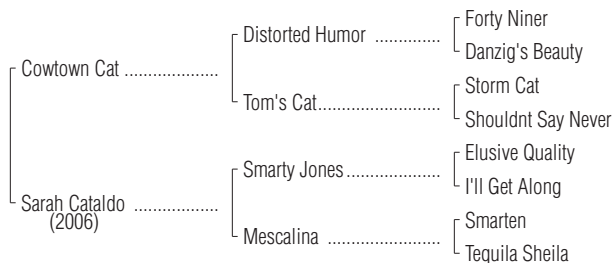 Forty Niner
Distorted Humor ..............
Danzig's Beauty
Cowtown Cat ....................
Storm Cat
Tom's Cat..........................
Shouldnt Say Never
Elusive Quality
Smarty Jones....................
I'll Get Along
Sarah Cataldo ..................
(2006)
Smarten
Mescalina ........................
Tequila Sheila